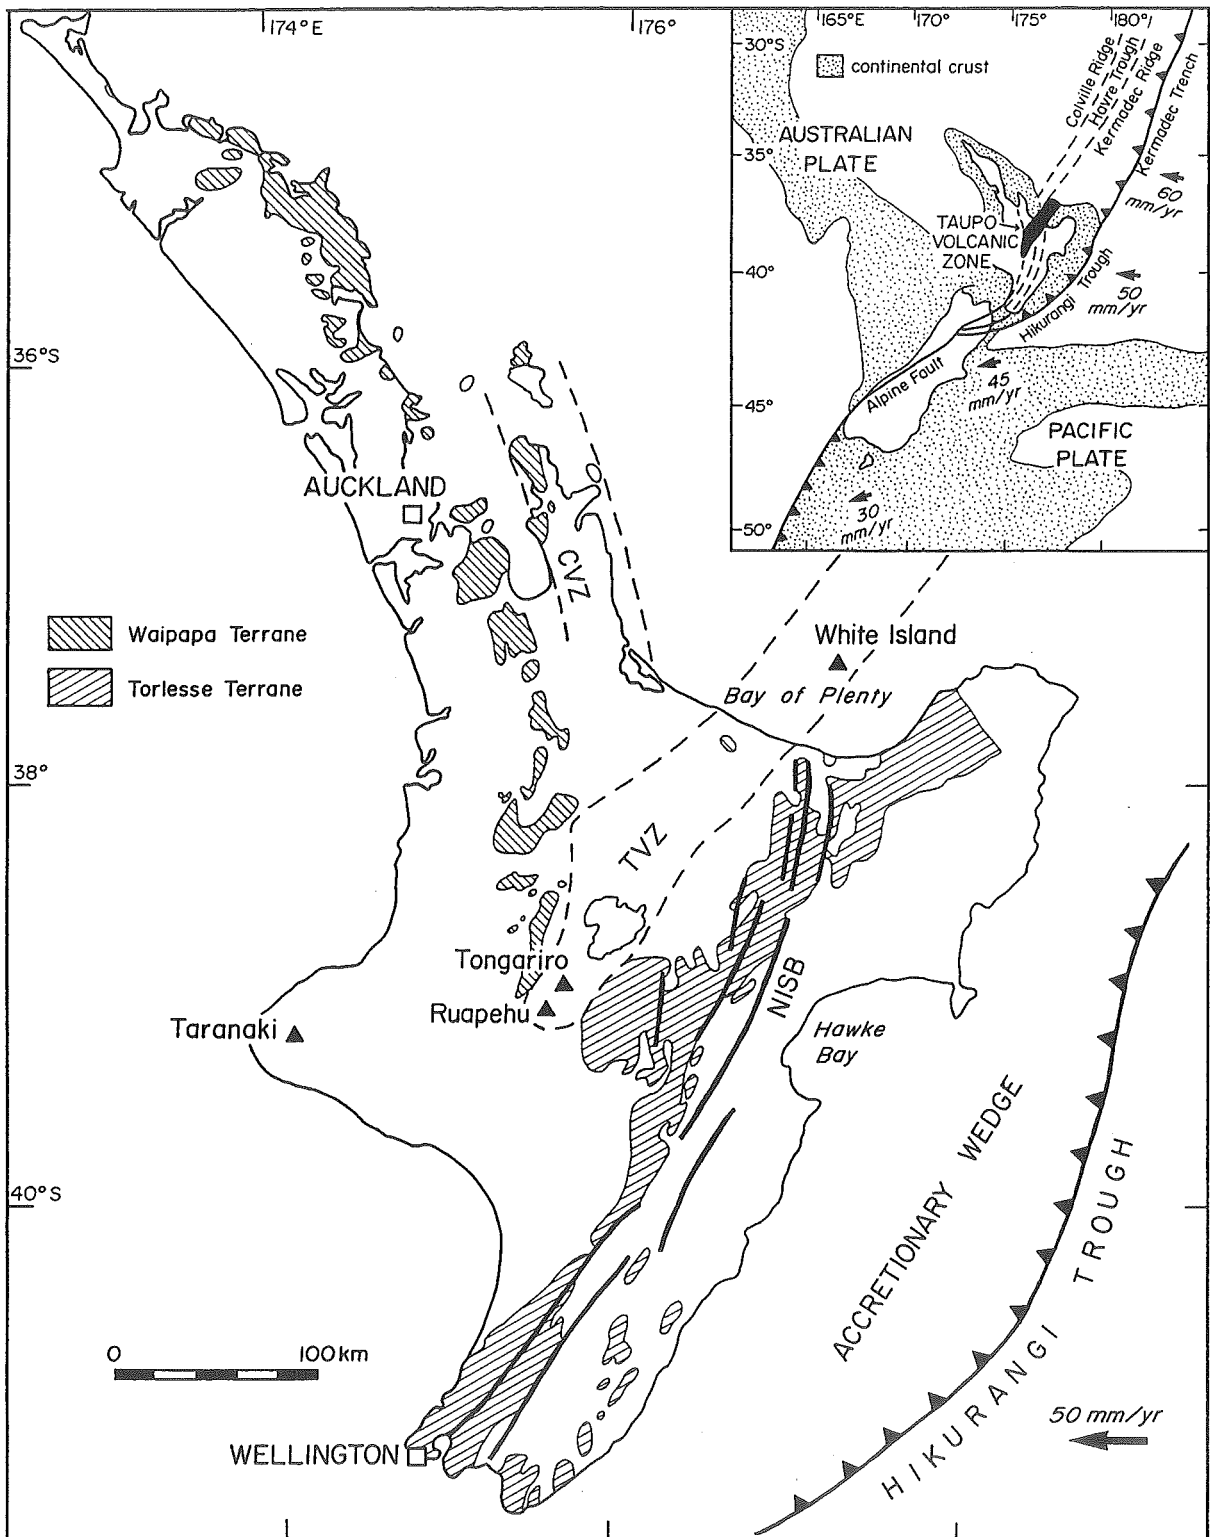 174°E
176°
36°S
38°
40°S
AUCKLAND
CVZ
Waipapa Terrane
Torlesse Terrane
White Island
Bay of Plenty
TVZ
Tongariro
Ruapehu
Taranaki
NISB
Hawke
Bay
ACCRETIONARY WEDGE
HIKURANGI TROUGH
0 100km
WELLINGTON
50 mm/yr
165°E 170° 175° 180°
30°S
35°
40°
45°
50°
continental crust
AUSTRALIAN
PLATE
Colville Ridge
Havre Trough
Kermadec Ridge
Kermadec Trench
60
mm/yr
TAUPO
VOLCANIC
ZONE
50
mm/yr
Hikurangi Trough
Alpine Fault
45
mm/yr
PACIFIC
PLATE
30
mm/yr